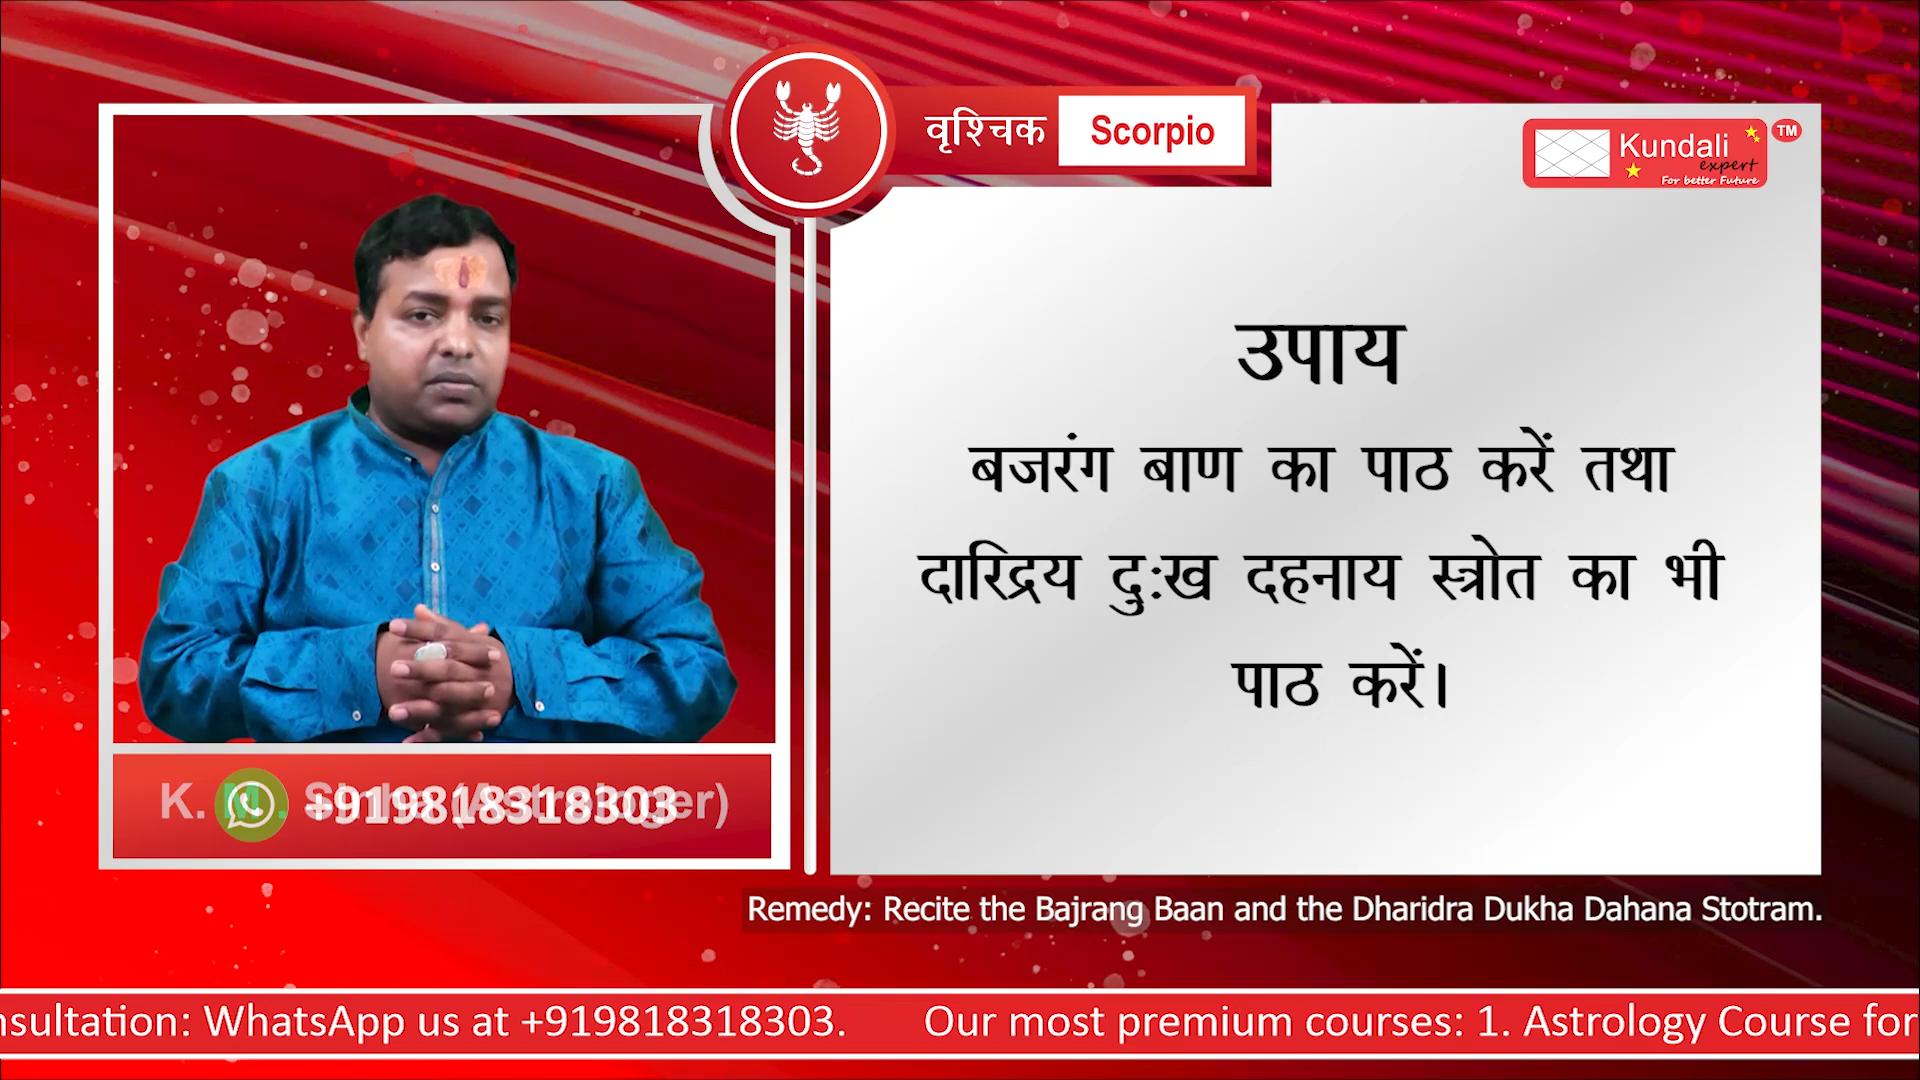 वृश्चिक Scorpio
Kundali TM
expert
For better Future
उपाय
बजरंग बाण का पाठ करें तथा
दारिद्रय दुःख दहनाय स्त्रोत का भी
पाठ करें।
K. N. Sinha (Astrologer)
+919818318303
Remedy: Recite the Bajrang Baan and the Dharidra Dukha Dahana Stotram.
nsultation: WhatsApp us at +919818318303. Our most premium courses: 1. Astrology Course for